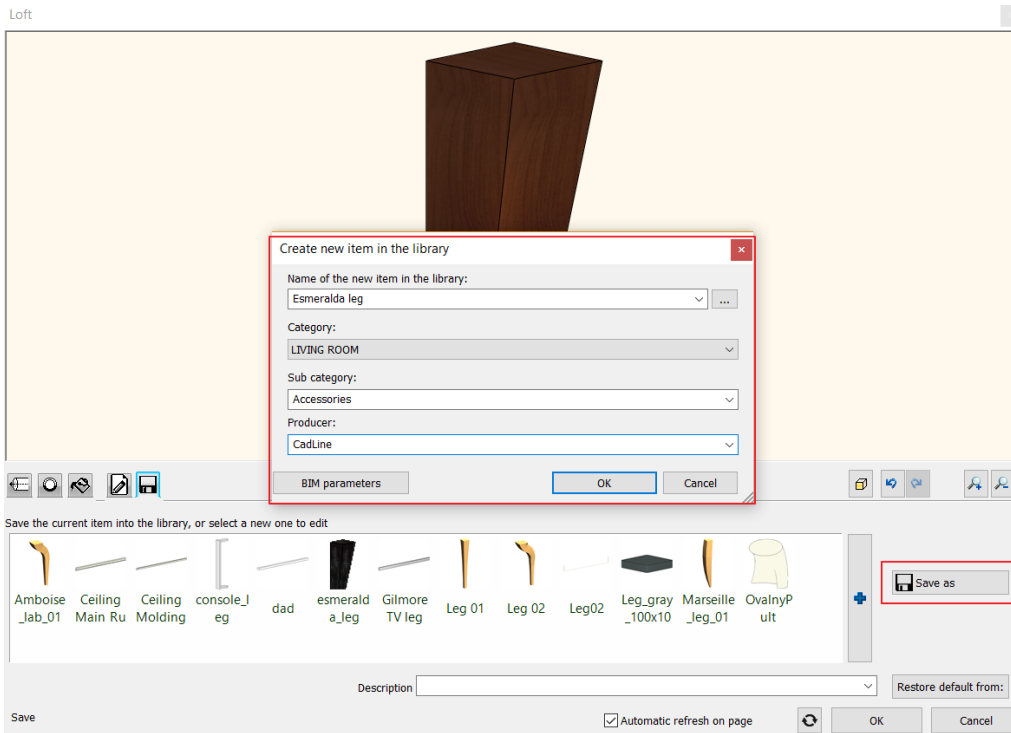 Loft
Create new item in the library
Name of the new item in the library:
Esmeralda leg
...
Category:
LIVING ROOM
Sub category:
Accessories
Producer:
CadLine
BIM parameters
OK
Cancel
Save the current item into the library, or select a new one to edit
Amboise
_lab_01
Ceiling
Main Ru
Ceiling
Molding
console_l
eg
dad
esmerald
a_leg
Gilmore
TV leg
Leg 01
Leg 02
Leg02
Leg_gray
_100x10
Marseille
_leg_01
OvalnyP
ult
Save as
Description
Restore default from:
Save
Automatic refresh on page
OK
Cancel